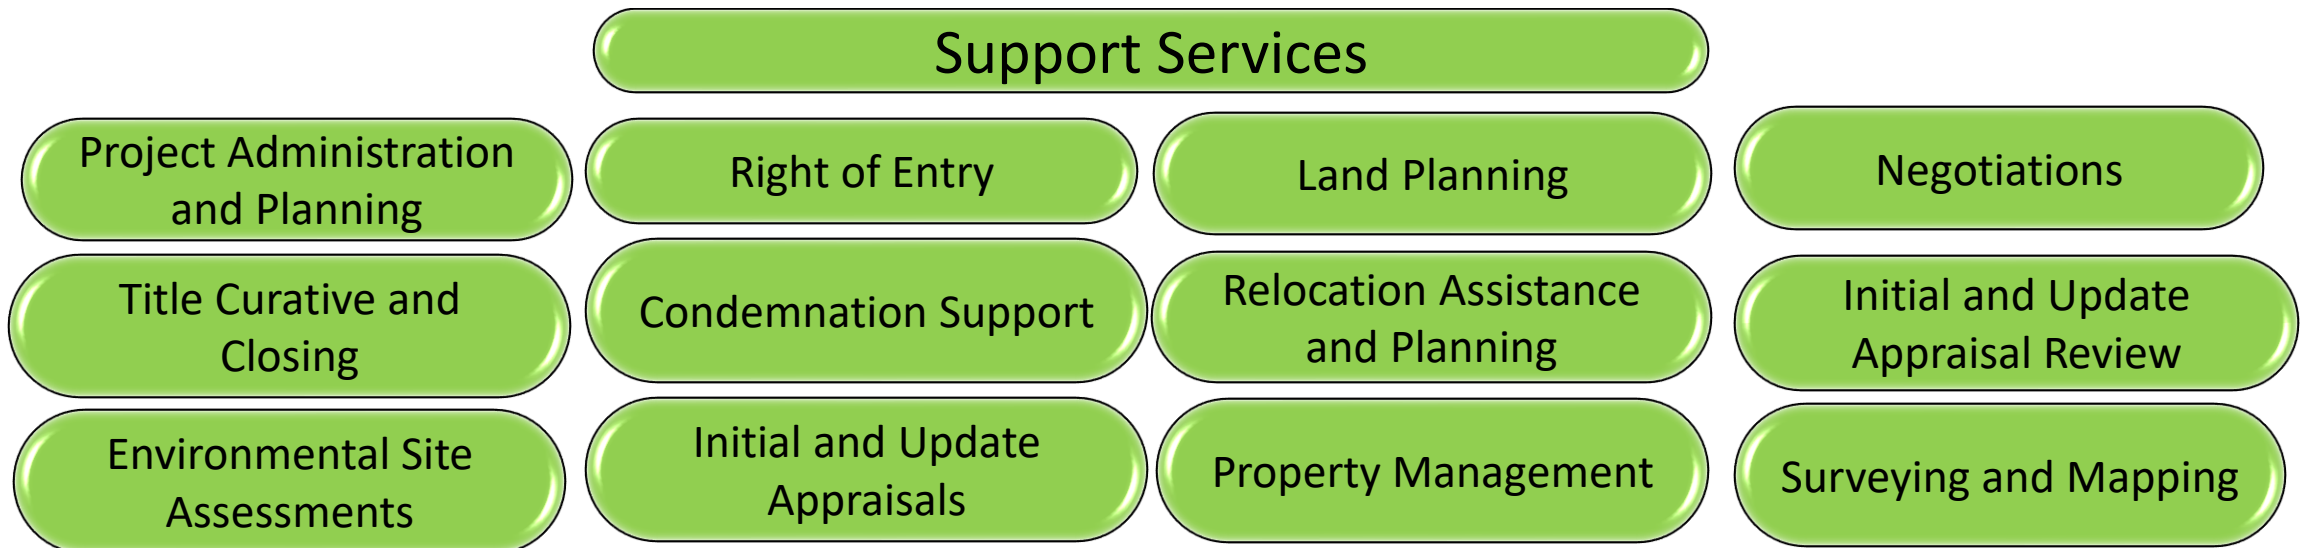 Support Services
Project Administration
and Planning
Right of Entry
Land Planning
Negotiations
Title Curative and
Closing
Condemnation Support
Relocation Assistance
and Planning
Initial and Update
Appraisal Review
Environmental Site
Assessments
Initial and Update
Appraisals
Property Management
Surveying and Mapping